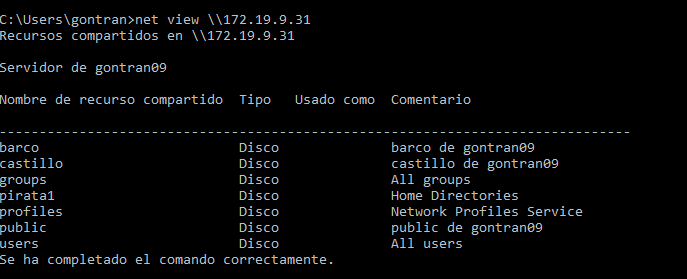 C:\Users\gontran>net view \\172.19.9.31
Recursos compartidos en \\172.19.9.31
Servidor de gontran09
Nombre de recurso compartido  Tipo   Usado como  Comentario
-------------------------------------------------------------------------------
barco                         Disco              barco de gontran09
castillo                      Disco              castillo de gontran09
groups                        Disco              All groups
pirata1                       Disco              Home Directories
profiles                      Disco              Network Profiles Service
public                        Disco              public de gontran09
users                         Disco              All users
Se ha completado el comando correctamente.